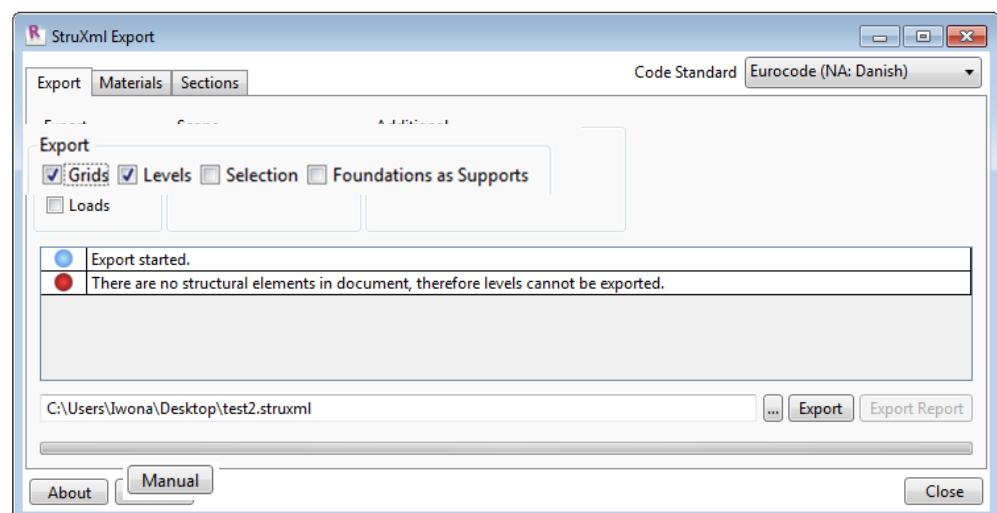 StruXml Export
Code Standard Eurocode (NA: Danish)
Export Materials Sections
Export
Grids Levels Selection Foundations as Supports
Loads
Export started.
There are no structural elements in document, therefore levels cannot be exported.
C:\Users\Iwona\Desktop\test2.struxml ... Export Export Report
About Manual Close